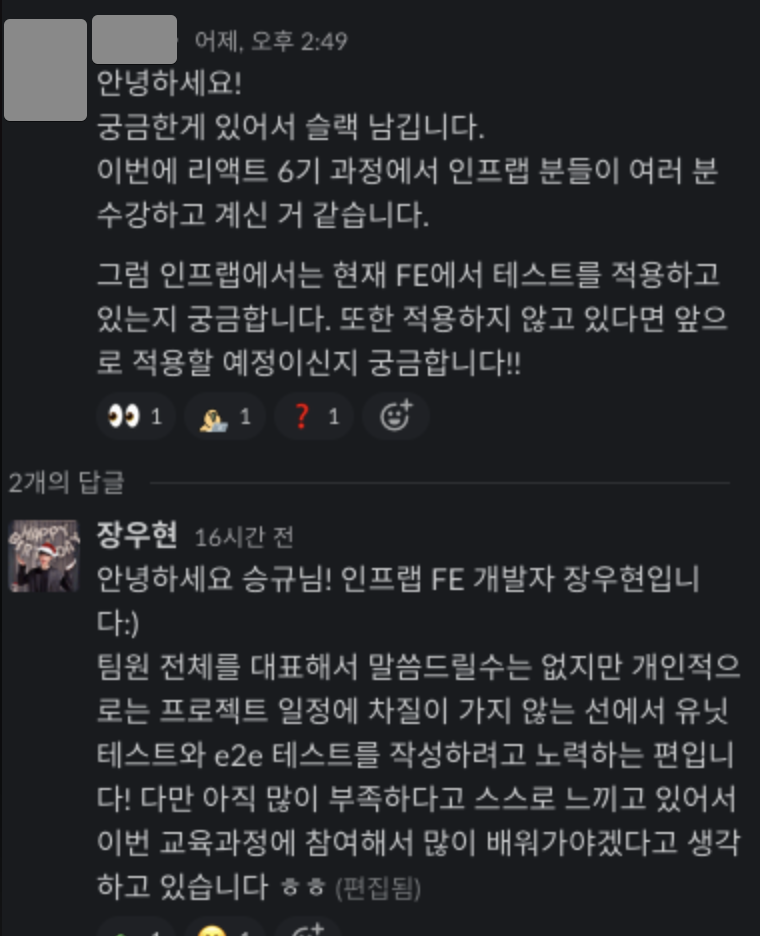 어제, 오후 2:49
안녕하세요!
궁금한게 있어서 슬랙 남깁니다.
이번에 리액트 6기 과정에서 인프랩 분들이 여러 분
수강하고 계신 거 같습니다.
그럼 인프랩에서는 현재 FE에서 테스트를 적용하고
있는지 궁금합니다. 또한 적용하지 않고 있다면 앞으
로 적용할 예정이신지 궁금합니다!!
👀 1 1 ❓ 1
2개의 답글
HAPPY BIRTHDAY
장우현 16시간 전
안녕하세요 승규님! 인프랩 FE 개발자 장우현입니
다:)
팀원 전체를 대표해서 말씀드릴수는 없지만 개인적으
로는 프로젝트 일정에 차질이 가지 않는 선에서 유닛
테스트와 e2e 테스트를 작성하려고 노력하는 편입니
다! 다만 아직 많이 부족하다고 스스로 느끼고 있어서
이번 교육과정에 참여해서 많이 배워가야겠다고 생각
하고 있습니다 ㅎㅎ (편집됨)